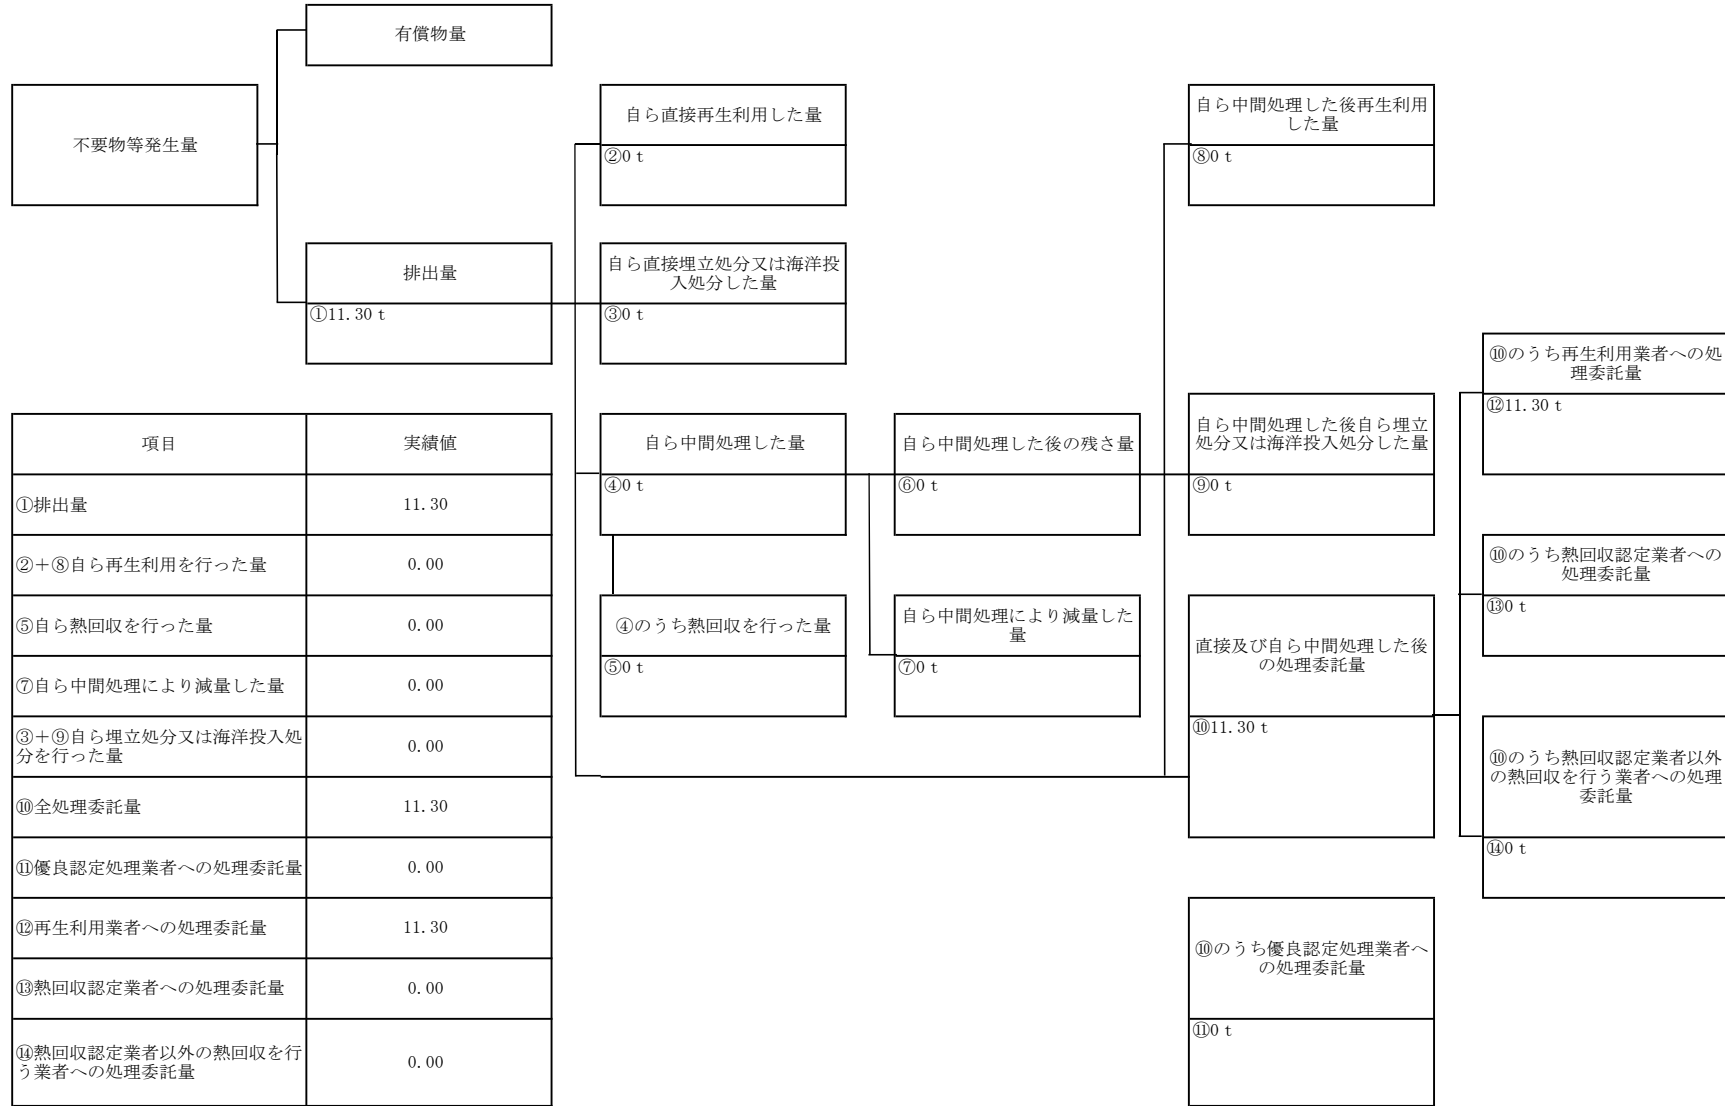 有償物量
不要物等発生量
自ら直接再生利用した量
②0 t
自ら中間処理した後再生利用
した量
⑧0 t
排出量
①11.30 t
自ら直接埋立処分又は海洋投
入処分した量
③0 t
⑩のうち再生利用業者への処
理委託量
⑫11.30 t
自ら中間処理した量
④0 t
自ら中間処理した後の残さ量
⑥0 t
自ら中間処理した後自ら埋立
処分又は海洋投入処分した量
⑨0 t
⑩のうち熱回収認定業者への
処理委託量
⑬0 t
④のうち熱回収を行った量
⑤0 t
自ら中間処理により減量した
量
⑦0 t
直接及び自ら中間処理した後
の処理委託量
⑩11.30 t
⑩のうち熱回収認定業者以外
の熱回収を行う業者への処理
委託量
⑭0 t
⑩のうち優良認定処理業者へ
の処理委託量
⑪0 t
項目 実績値
①排出量 11.30
②＋⑧自ら再生利用を行った量 0.00
⑤自ら熱回収を行った量 0.00
⑦自ら中間処理により減量した量 0.00
③＋⑨自ら埋立処分又は海洋投入処
分を行った量 0.00
⑩全処理委託量 11.30
⑪優良認定処理業者への処理委託量 0.00
⑫再生利用業者への処理委託量 11.30
⑬熱回収認定業者への処理委託量 0.00
⑭熱回収認定業者以外の熱回収を行
う業者への処理委託量 0.00